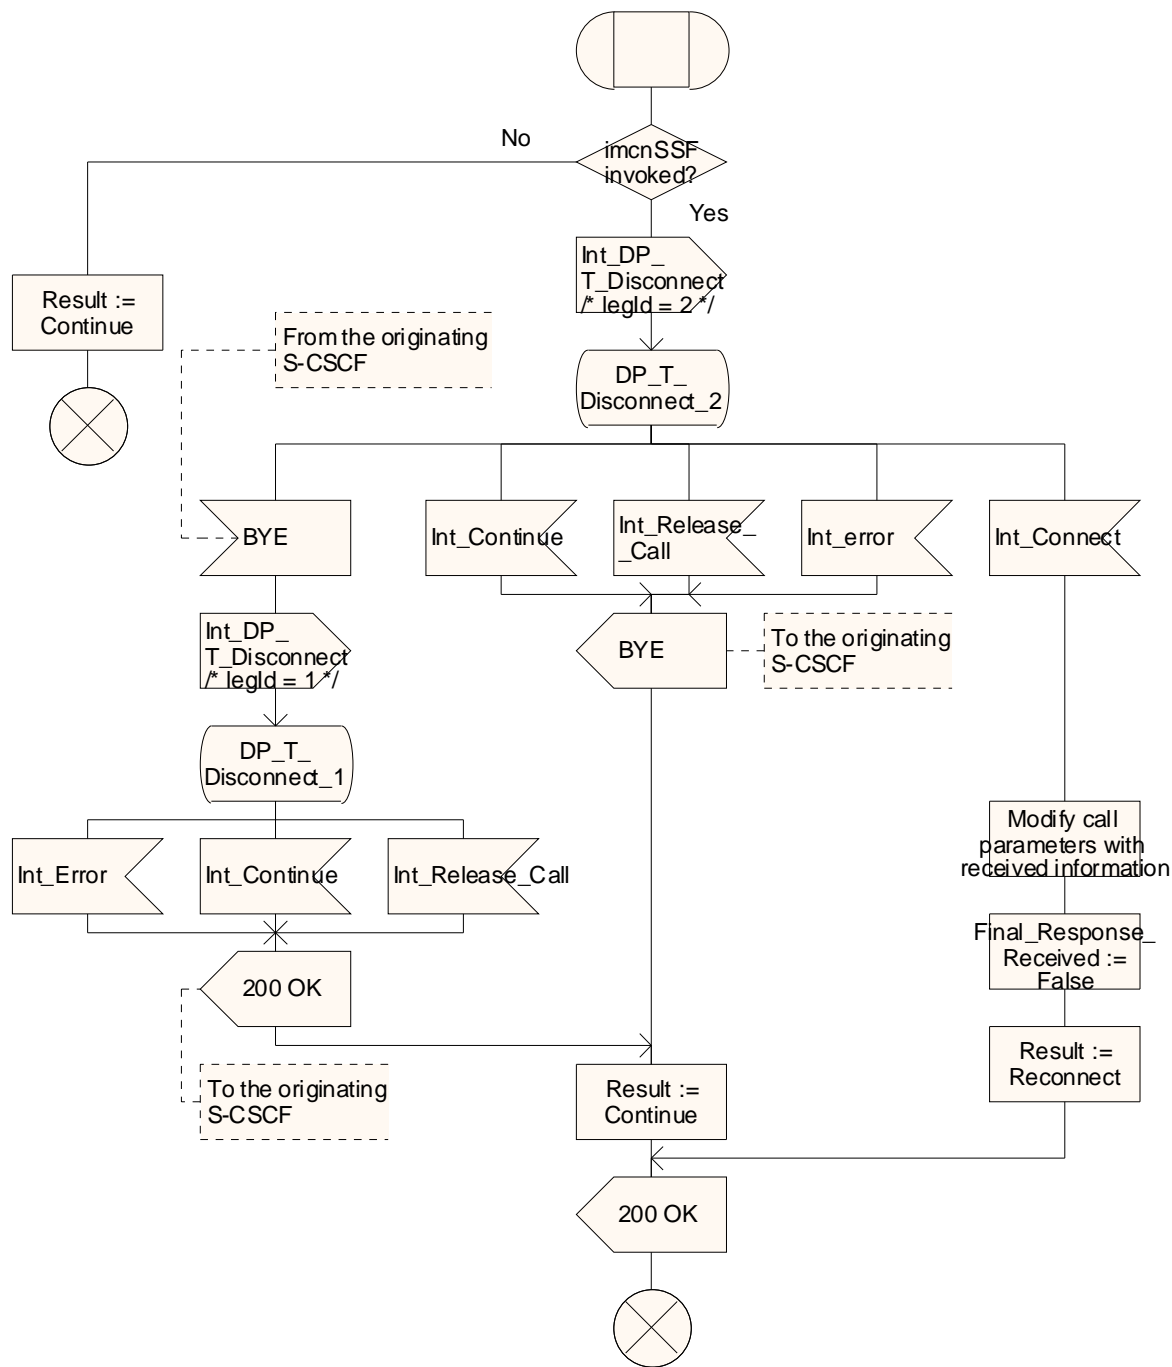 No
imcnSSF
invoked?
Yes
Int_DP_
T_Disconnect
/* legId = 2 */
Result :=
Continue
From the originating
S-CSCF
DP_T_
Disconnect_2
BYE
Int_Continue
Int_Release_
_Call
Int_error
Int_Connect
Int_DP_
T_Disconnect
/* legId = 1 */
BYE
To the originating
S-CSCF
DP_T_
Disconnect_1
Modify call
parameters with
received information
Int_Error
Int_Continue
Int_Release_Call
Final_Response_
Received :=
False
200 OK
Result :=
Reconnect
To the originating
S-CSCF
Result :=
Continue
200 OK